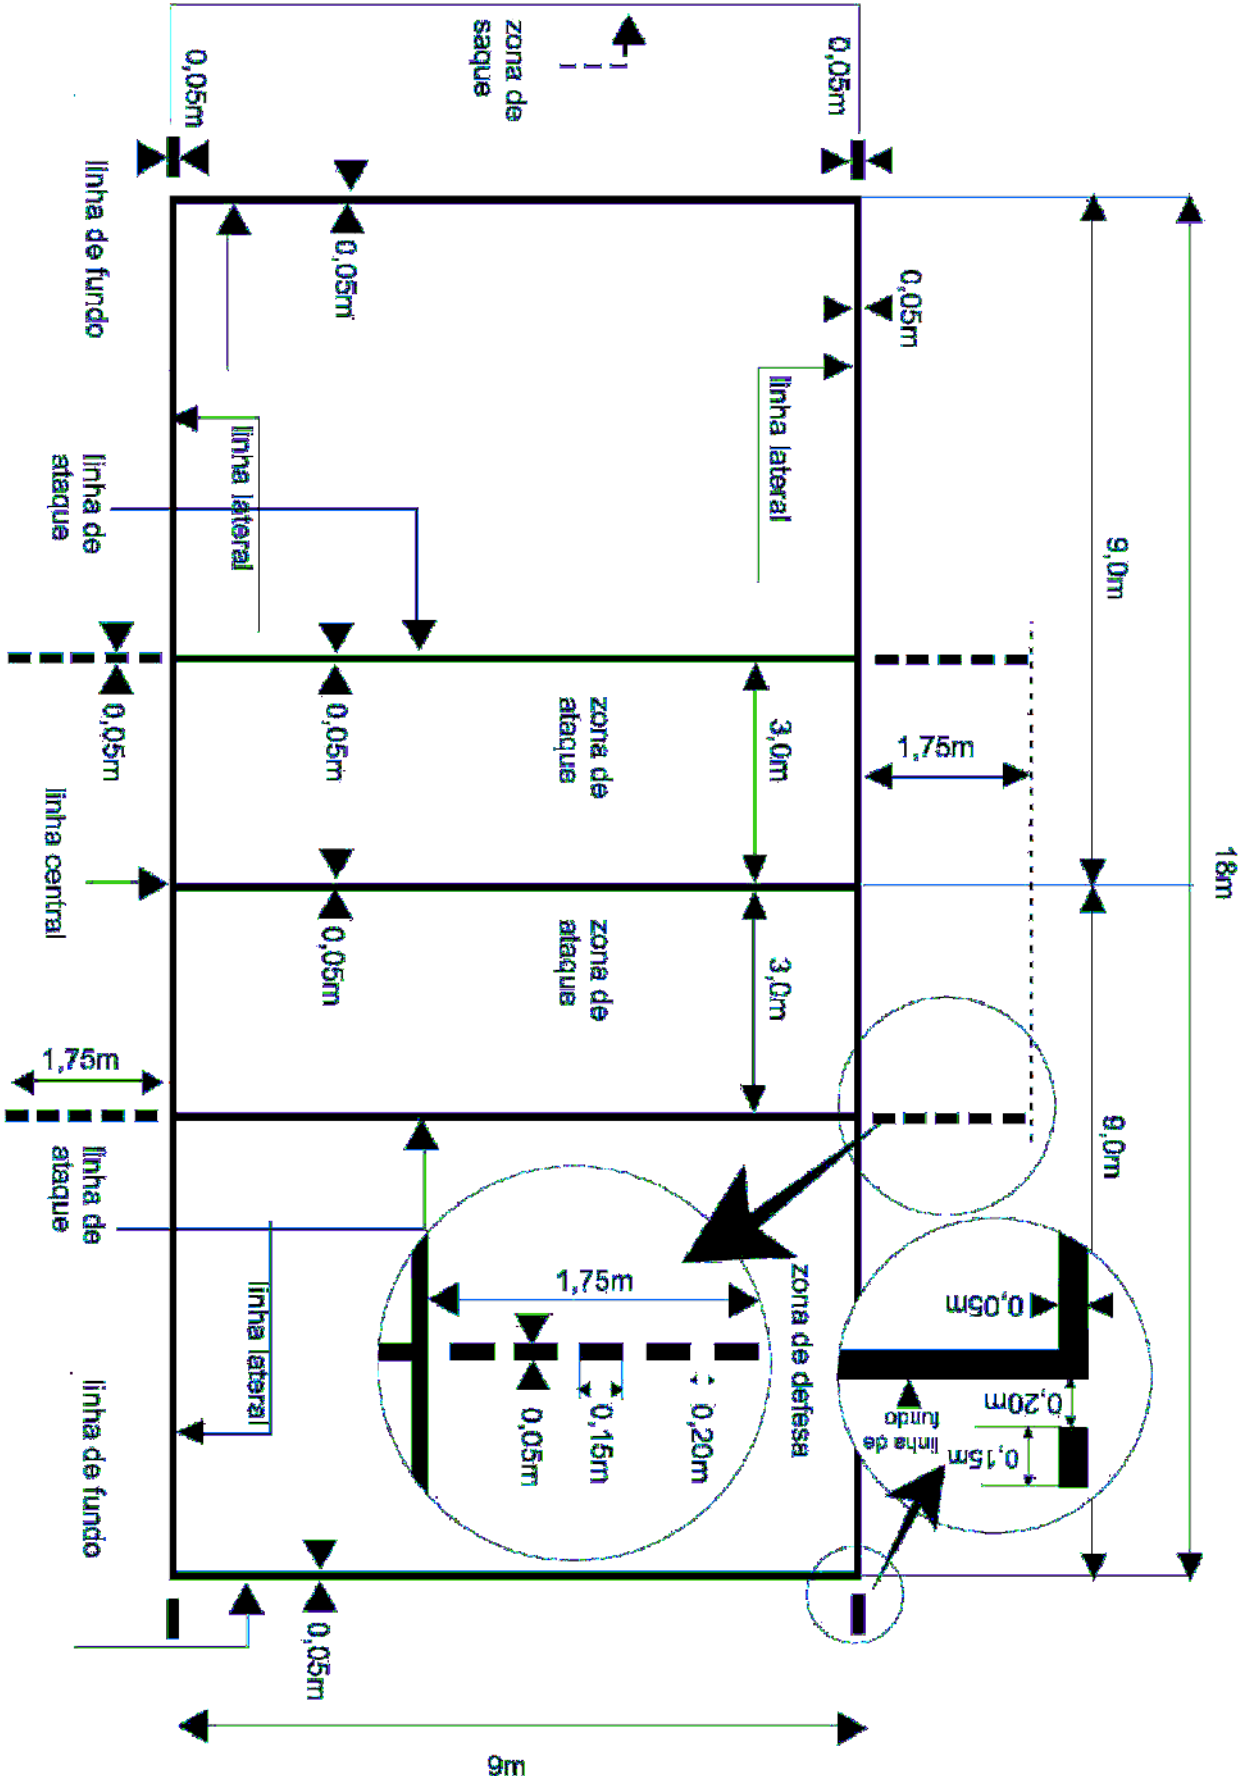 18m
9,0m
9,0m
0,05m
1,75m
0,05m
0,05m
linha lateral
3,0m
3,0m
zona de defesa
0,05m
0,20m
0,15m
linha de
fundo
zona de
saque
zona de
ataque
zona de
ataque
1,75m
0,20m
0,15m
0,05m
0,05m
0,05m
0,05m
0,05m
9m
linha lateral
linha lateral
0,05m
0,05m
linha de fundo
linha de
ataque
linha central
1,75m
linha de
ataque
linha de fundo